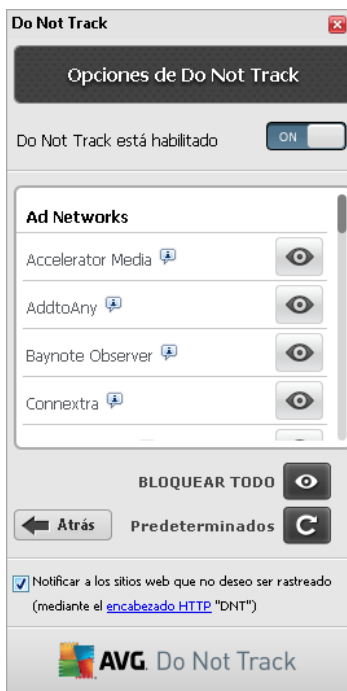 Do Not Track
Opciones de Do Not Track
Do Not Track está habilitado
ON
Ad Networks
Accelerator Media
AddtoAny
Baynote Observer
Connextra
BLOQUEAR TODO
Atrás
Predeterminados
Notificar a los sitios web que no deseo ser rastreado
(mediante el encabezado HTTP "DNT")
AVG. Do Not Track